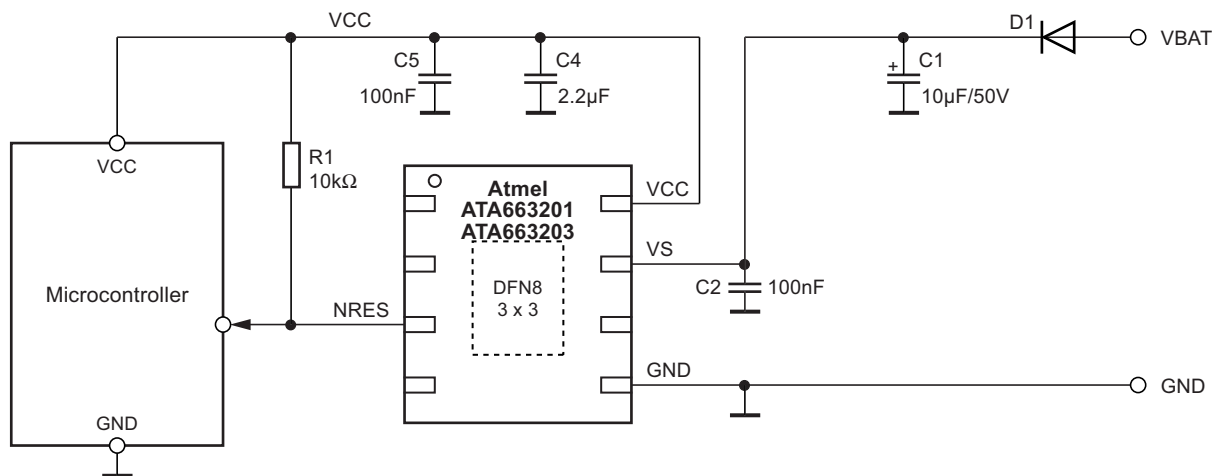 VCC
D1
VBAT
C5
100nF
C4
2.2µF
+
C1
10µF/50V
VCC
R1
10kΩ
Atmel
ATA663201
ATA663203
VCC
VS
Microcontroller
DFN8
3 x 3
C2
100nF
NRES
GND
GND
GND